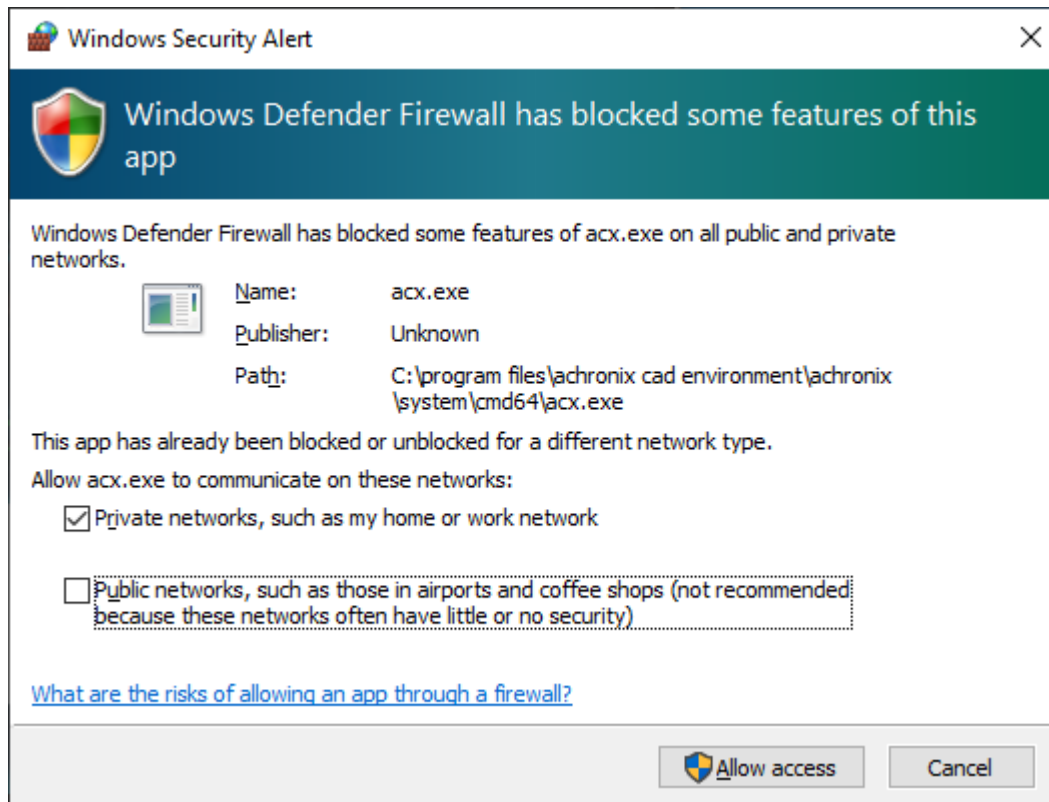 Windows Security Alert
Windows Defender Firewall has blocked some features of this
app
Windows Defender Firewall has blocked some features of acx.exe on all public and private
networks.
Name: acx.exe
Publisher: Unknown
Path: C:\program files\achronix cad environment\achronix
\system\cmd64\acx.exe
This app has already been blocked or unblocked for a different network type.
Allow acx.exe to communicate on these networks:
Private networks, such as my home or work network
Public networks, such as those in airports and coffee shops (not recommended
because these networks often have little or no security)
What are the risks of allowing an app through a firewall?
Allow access
Cancel